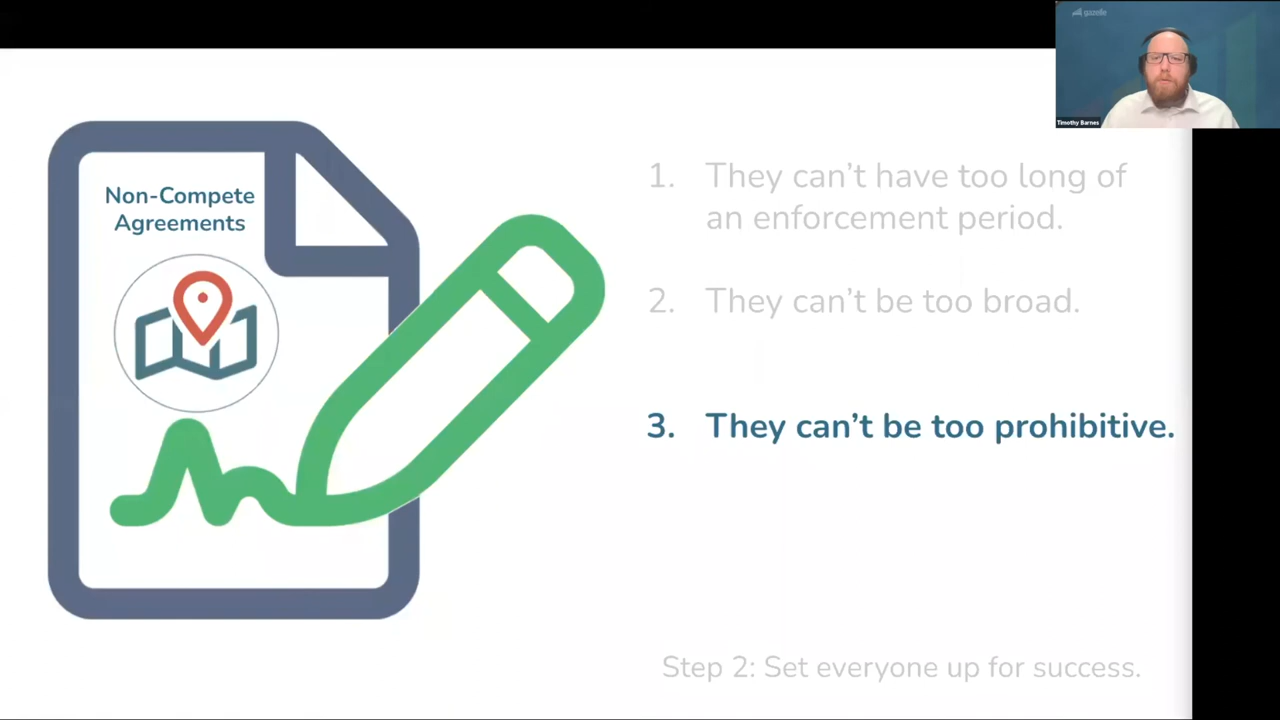 gazelle
Timothy Barnes
Non-Compete
Agreements
1. They can’t have too long of
an enforcement period.
2. They can’t be too broad.
3. They can’t be too prohibitive.
Step 2: Set everyone up for success.